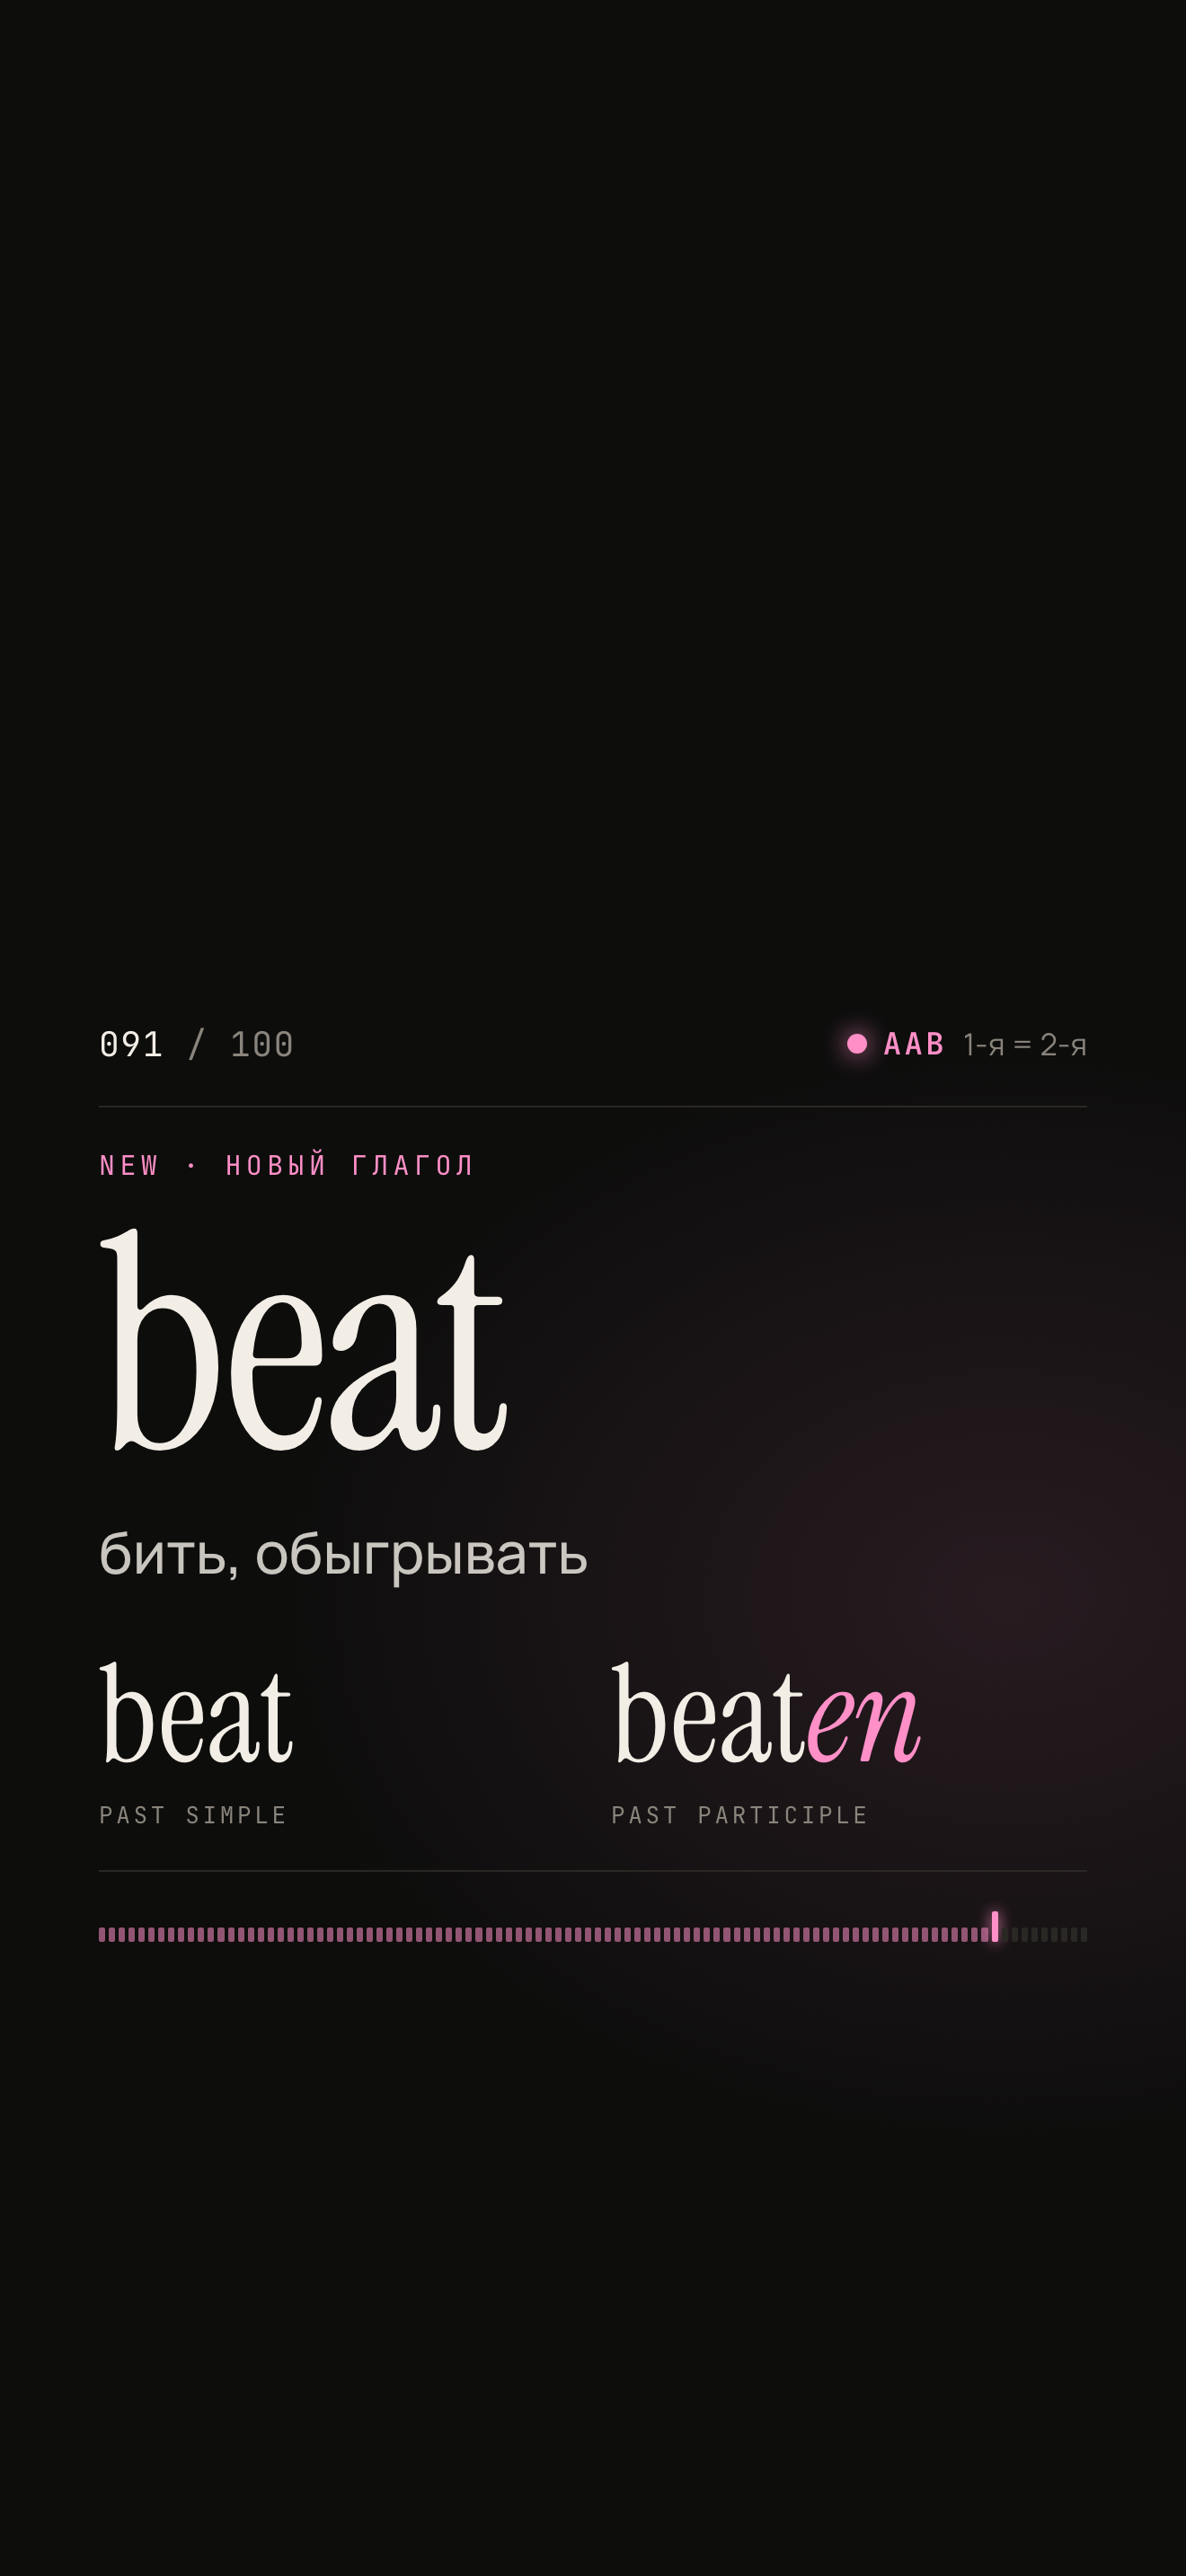 091 / 100
AAB 1-я = 2-я
NEW · НОВЫЙ ГЛАГОЛ
beat
бить, обыгрывать
beat
beaten
PAST SIMPLE
PAST PARTICIPLE